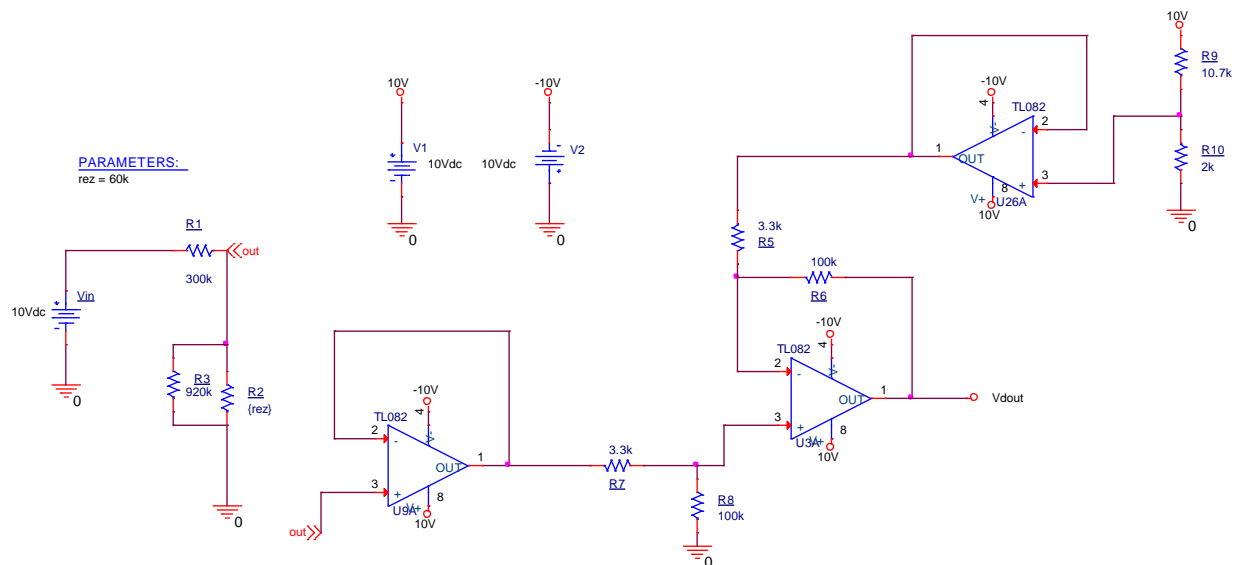 PARAMETERS:
rez = 60k
R1
300k
out
Vin
10Vdc
+
-
0
R3
920k
R2
{rez}
0
10V
V1
10Vdc
+
-
0
-10V
V2
10Vdc
-
+
0
-10V
4
TL082
V-
2
-
OUT
1
3
+
V+
8
U9A
10V
out
3.3k
R7
R8
100k
0
3.3k
R5
100k
R6
-10V
4
TL082
V-
2
-
OUT
1
3
+
V+
8
U3A
10V
Vdout
-10V
4
TL082
V-
2
-
1
OUT
3
+
8
V+
U26A
10V
10V
R9
10.7k
R10
2k
0